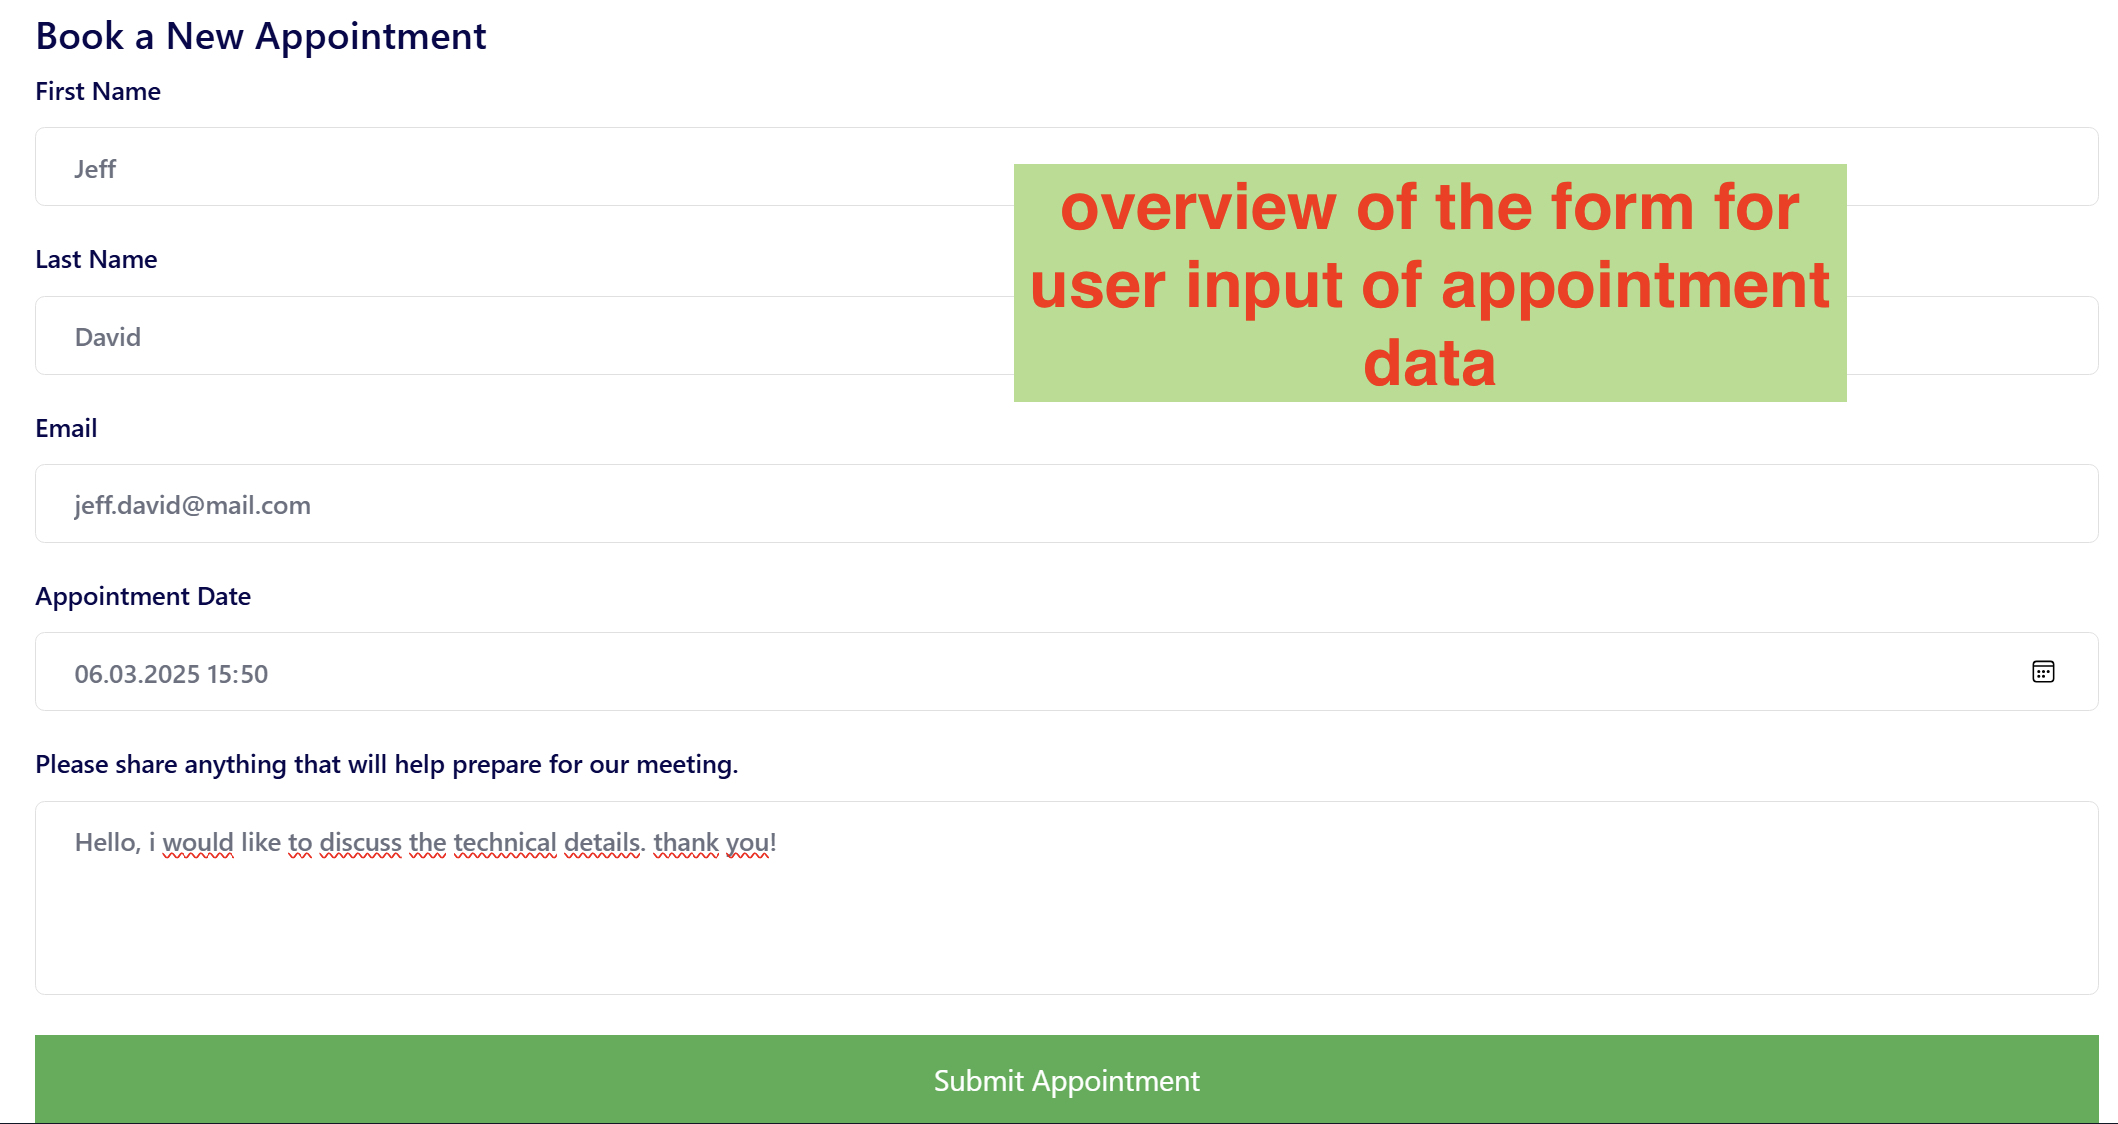 Book a New Appointment
First Name
Jeff
overview of the form for
user input of appointment
data
Last Name
David
Email
jeff.david@mail.com
Appointment Date
06.03.2025 15:50
Please share anything that will help prepare for our meeting.
Hello, i would like to discuss the technical details. thank you!
Submit Appointment